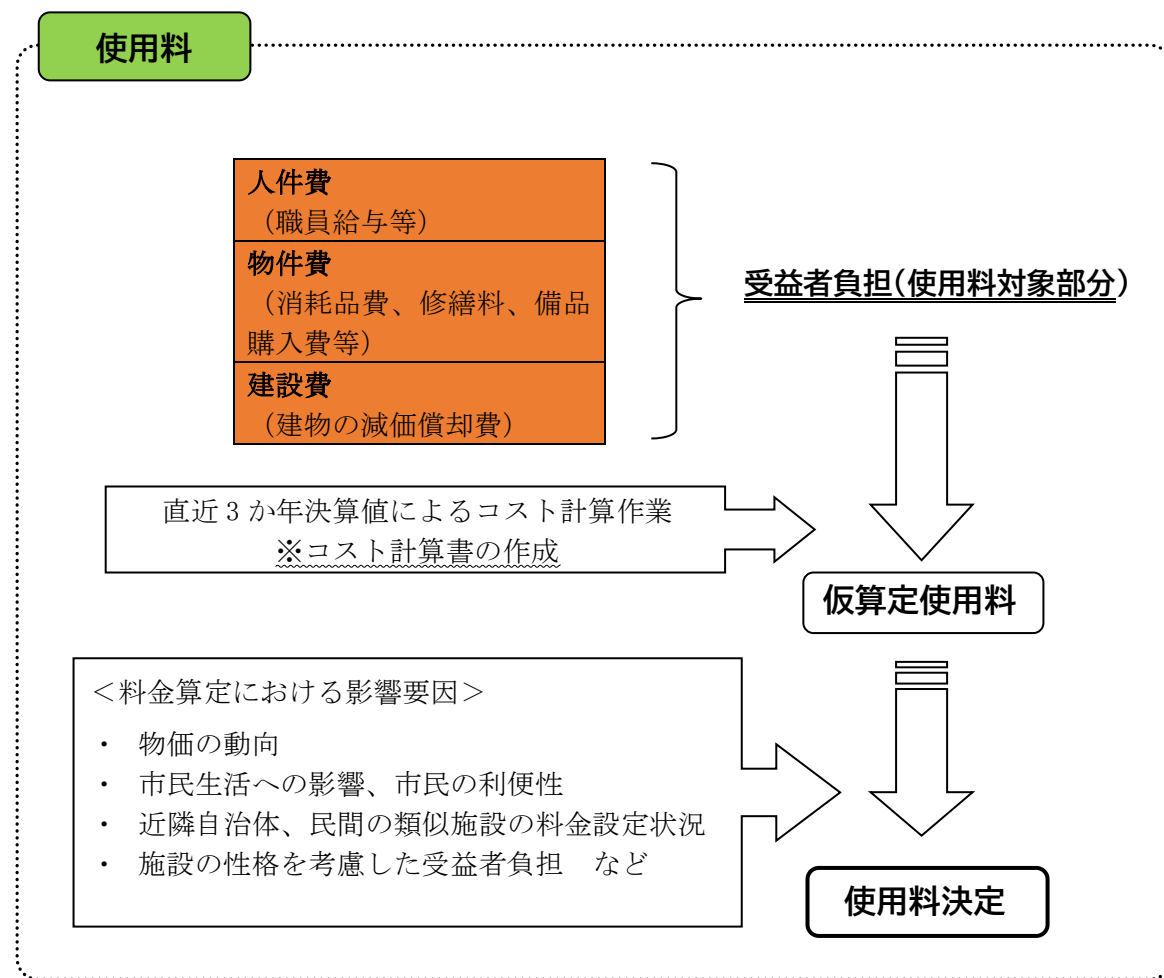 使用料
人件費
（職員給与等）
物件費
（消耗品費、修繕料、備品
購入費等）
建設費
（建物の減価償却費）
受益者負担（使用料対象部分）
直近３か年決算値によるコスト計算作業
※コスト計算書の作成
仮算定使用料
＜料金算定における影響要因＞
・ 物価の動向
・ 市民生活への影響、市民の利便性
・ 近隣自治体、民間の類似施設の料金設定状況
・ 施設の性格を考慮した受益者負担　など
使用料決定